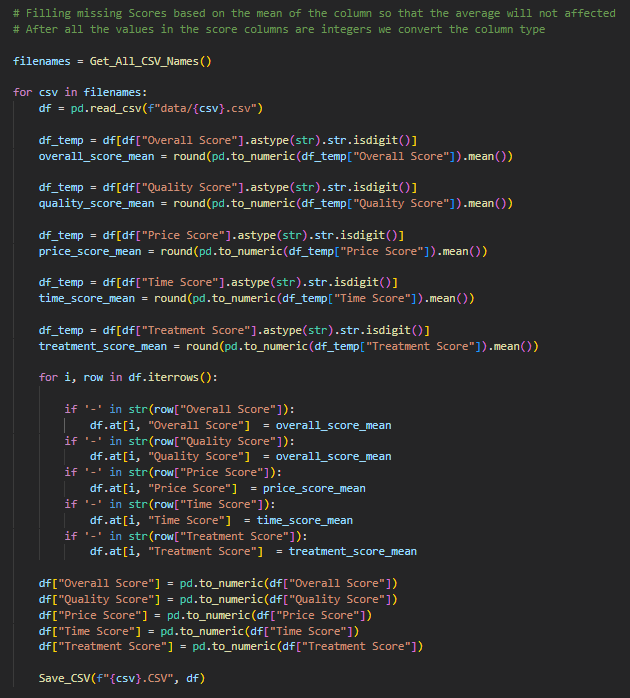 # Filling missing Scores based on the mean of the column so that the average will not affected
# After all the values in the score columns are integers we convert the column type
filenames = Get_All_CSV_Names()
for csv in filenames:
    df = pd.read_csv(f"data/{csv}.csv")
    df_temp = df[df["Overall Score"].astype(str).str.isdigit()]
    overall_score_mean = round(pd.to_numeric(df_temp["Overall Score"]).mean())
    df_temp = df[df["Quality Score"].astype(str).str.isdigit()]
    quality_score_mean = round(pd.to_numeric(df_temp["Quality Score"]).mean())
    df_temp = df[df["Price Score"].astype(str).str.isdigit()]
    price_score_mean = round(pd.to_numeric(df_temp["Price Score"]).mean())
    df_temp = df[df["Time Score"].astype(str).str.isdigit()]
    time_score_mean = round(pd.to_numeric(df_temp["Time Score"]).mean())
    df_temp = df[df["Treatment Score"].astype(str).str.isdigit()]
    treatment_score_mean = round(pd.to_numeric(df_temp["Treatment Score"]).mean())
    for i, row in df.iterrows():
        if '-' in str(row["Overall Score"]):
            df.at[i, "Overall Score"]  = overall_score_mean
        if '-' in str(row["Quality Score"]):
            df.at[i, "Quality Score"]  = overall_score_mean
        if '-' in str(row["Price Score"]):
            df.at[i, "Price Score"]  = price_score_mean
        if '-' in str(row["Time Score"]):
            df.at[i, "Time Score"]  = time_score_mean
        if '-' in str(row["Treatment Score"]):
            df.at[i, "Treatment Score"]  = treatment_score_mean
    df["Overall Score"] = pd.to_numeric(df["Overall Score"])
    df["Quality Score"] = pd.to_numeric(df["Quality Score"])
    df["Price Score"] = pd.to_numeric(df["Price Score"])
    df["Time Score"] = pd.to_numeric(df["Time Score"])
    df["Treatment Score"] = pd.to_numeric(df["Treatment Score"])
    Save_CSV(f"{csv}.CSV", df)